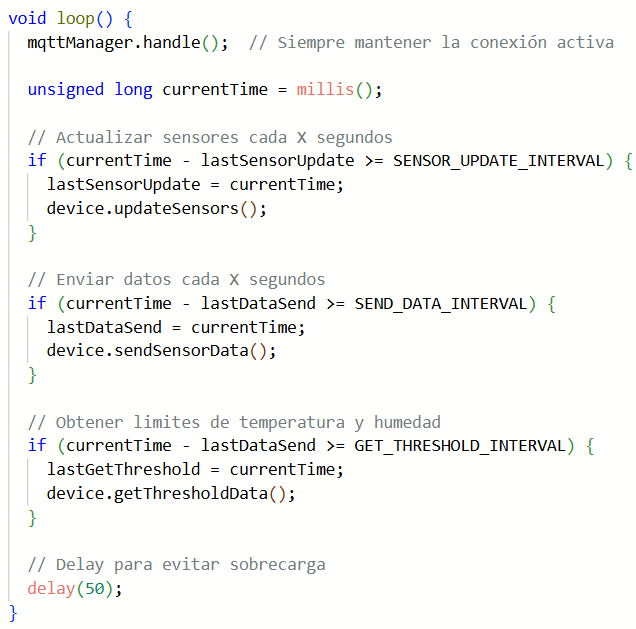 void loop() {
  mqttManager.handle();  // Siempre mantener la conexión activa

  unsigned long currentTime = millis();

  // Actualizar sensores cada X segundos
  if (currentTime - lastSensorUpdate >= SENSOR_UPDATE_INTERVAL) {
    lastSensorUpdate = currentTime;
    device.updateSensors();
  }

  // Enviar datos cada X segundos
  if (currentTime - lastDataSend >= SEND_DATA_INTERVAL) {
    lastDataSend = currentTime;
    device.sendSensorData();
  }

  // Obtener limites de temperatura y humedad
  if (currentTime - lastDataSend >= GET_THRESHOLD_INTERVAL) {
    lastGetThreshold = currentTime;
    device.getThresholdData();
  }

  // Delay para evitar sobrecarga
  delay(50);
}